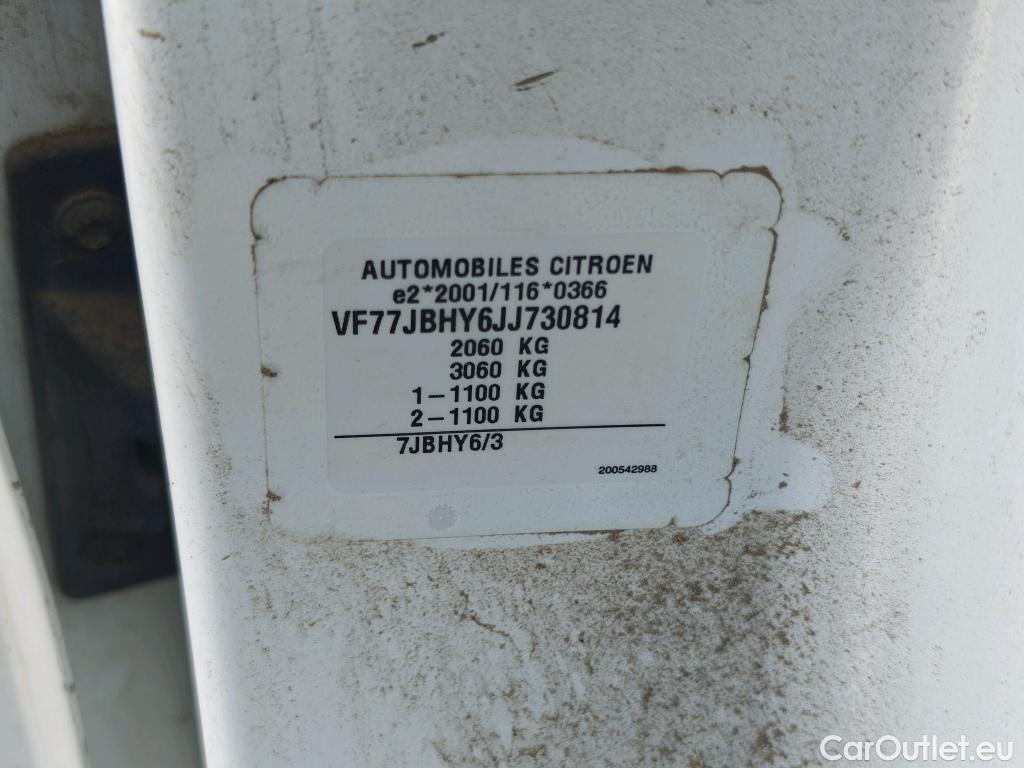 AUTOMOBILES CITROEN
e2*2001/116*0366
VF77JBHY6JJ730814
2060 KG
3060 KG
1-1100 KG
2-1100 KG
7JBHY6/3
200542988
CarOutlet.eu